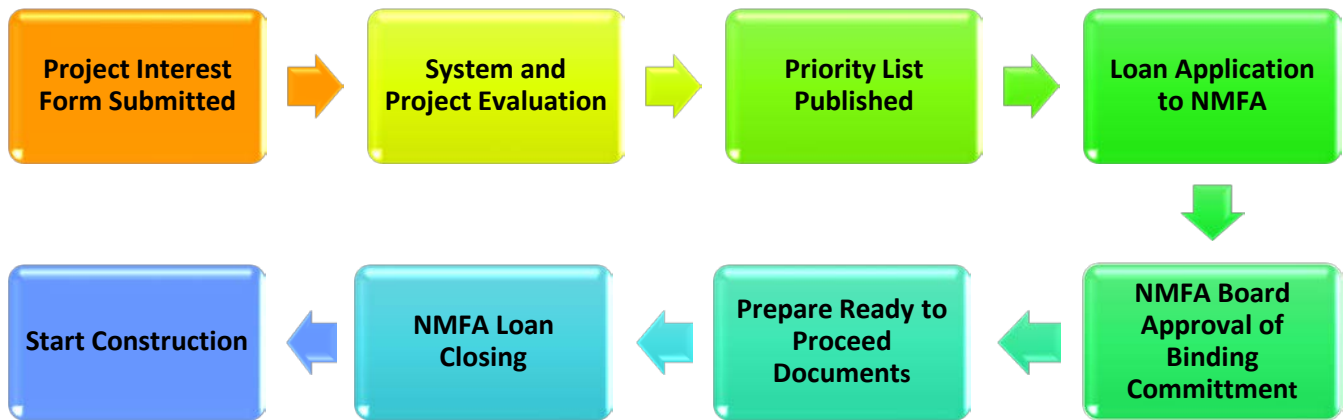 Project Interest
Form Submitted
System and
Project Evaluation
Priority List
Published
Loan Application
to NMFA
NMFA Board
Approval of
Binding
Committment
Prepare Ready to
Proceed
Documents
NMFA Loan
Closing
Start Construction